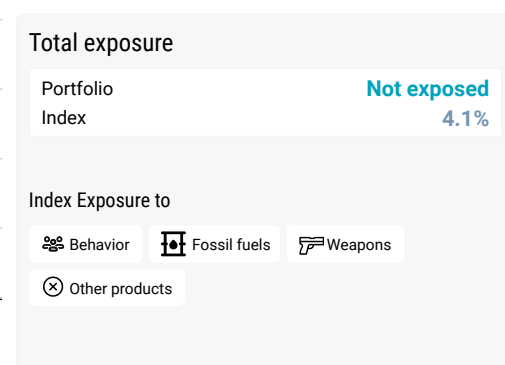 Total exposure
Portfolio Not exposed
Index 4.1%
Index Exposure to
Behavior Fossil fuels Weapons
Other products